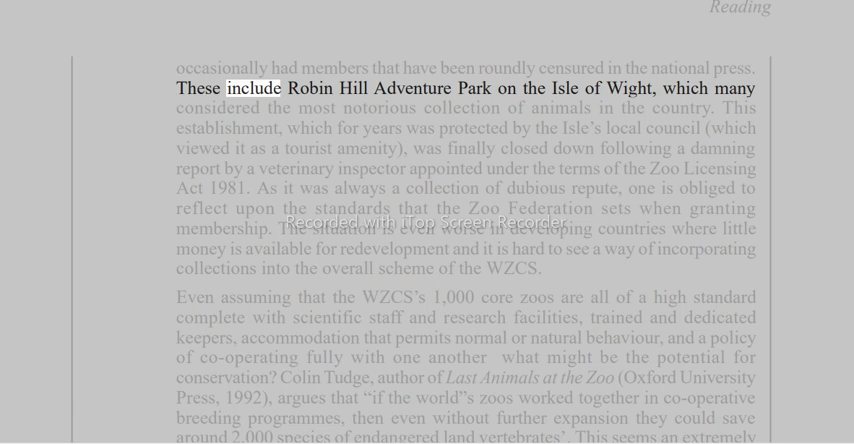 Reading
occasionally had members that have been roundly censured in the national press.
These include Robin Hill Adventure Park on the Isle of Wight, which many
considered the most notorious collection of animals in the country. This
establishment, which for years was protected by the Isle's local council (which
viewed it as a tourist amenity), was finally closed down following a damning
report by a veterinary inspector appointed under the terms of the Zoo Licensing
Act 1981. As it was always a collection of dubious repute, one is obliged to
reflect upon the standards that the Zoo Federation sets when granting
Recorded with iTop Screen Recorder
membership. The situation is even worse in developing countries where little
money is available for redevelopment and it is hard to see a way of incorporating
collections into the overall scheme of the WZCS.
Even assuming that the WZCS's 1,000 core zoos are all of a high standard
complete with scientific staff and research facilities, trained and dedicated
keepers, accommodation that permits normal or natural behaviour, and a policy
of co-operating fully with one another what might be the potential for
conservation? Colin Tudge, author of Last Animals at the Zoo (Oxford University
Press, 1992), argues that “if the world”s zoos worked together in co-operative
breeding programmes, then even without further expansion they could save
around 2,000 species of endangered land vertebrates’. This seems an extremely